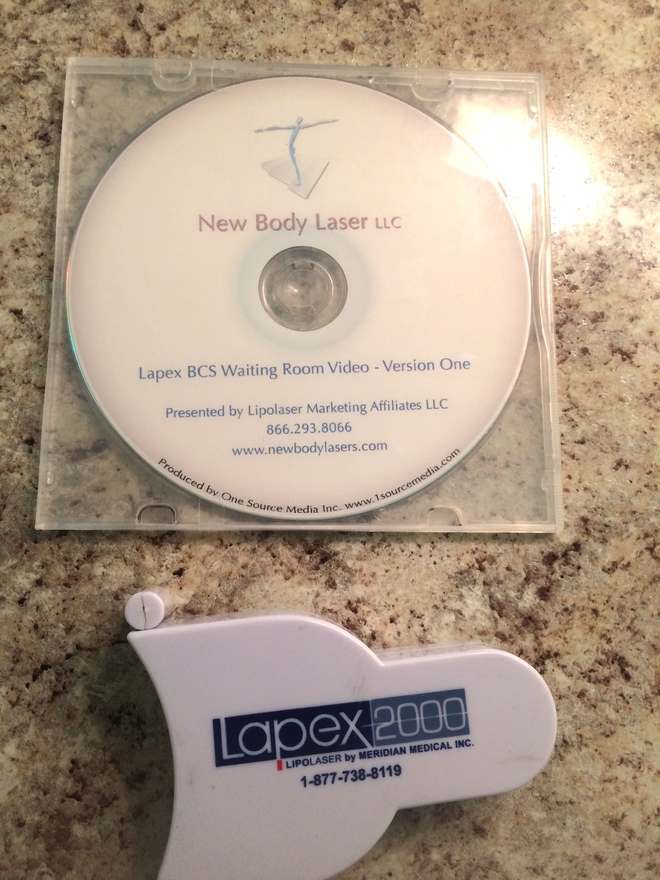 New Body Laser LLC
Lapex BCS Waiting Room Video - Version One
Presented by Lipolaser Marketing Affiliates LLC
866.293.8066
www.newbodylasers.com
Produced by One Source Media Inc. www.1sourcemedia.com
Lapex 2000
LIPOLASER by MERIDIAN MEDICAL INC.
1-877-738-8119